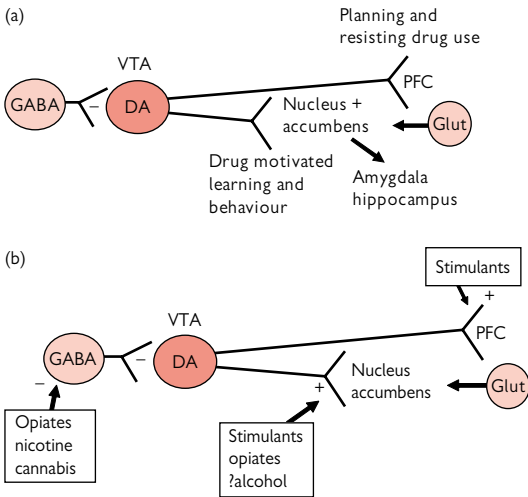 (a)
Planning and
resisting drug use
VTA
PFC
GABA
–
DA
Nucleus +
accumbens
Glut
Drug motivated
learning and
behaviour
Amygdala
hippocampus
(b)
Stimulants
+
VTA
PFC
GABA
–
DA
Nucleus
accumbens
+
Glut
–
Opiates
nicotine
cannabis
Stimulants
opiates
?alcohol